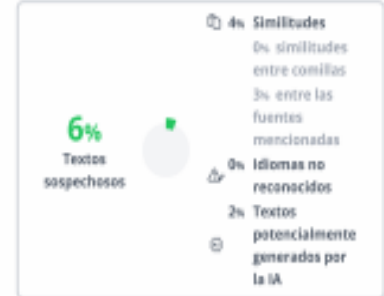 6%
Textos
sospechosos
4% Similitudes
0% similitudes
entre comillas
3% entre las
fuentes
mencionadas
0% Idiomas no
reconocidos
2% Textos
potencialmente
generados por
la IA